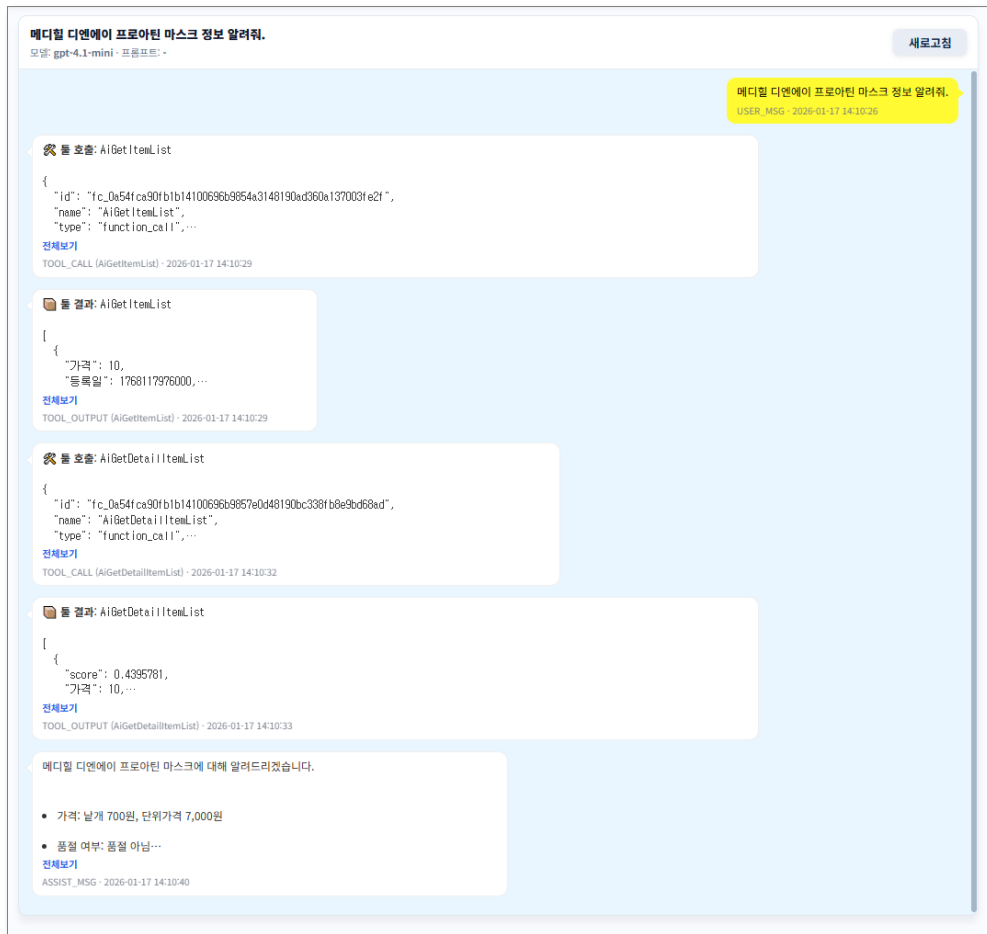 메디힐 디엔에이 프로아틴 마스크 정보 알려줘.
모델: gpt-4.1-mini · 프롬프트: -
새로고침
메디힐 디엔에이 프로아틴 마스크 정보 알려줘.
USER_MSG · 2026-01-17 14:10:26
🛠 툴 호출: AiGetItemList
{
"id": "fc_0a54fca90fb1b14100696b9854a3148190ad360a137003fe2f",
"name": "AiGetItemList",
"type": "function_call",…
전체보기
TOOL_CALL (AiGetItemList) · 2026-01-17 14:10:29
📦 툴 결과: AiGetItemList
[
{
"가격": 10,
"등록일": 1768117976000,…
전체보기
TOOL_OUTPUT (AiGetItemList) · 2026-01-17 14:10:29
🛠 툴 호출: AiGetDetailItemList
{
"id": "fc_0a54fca90fb1b14100696b9857e0d48190bc338fb8e9bd68ad",
"name": "AiGetDetailItemList",
"type": "function_call",…
전체보기
TOOL_CALL (AiGetDetailItemList) · 2026-01-17 14:10:32
📦 툴 결과: AiGetDetailItemList
[
{
"score": 0.4395781,
"가격": 10,…
전체보기
TOOL_OUTPUT (AiGetDetailItemList) · 2026-01-17 14:10:33
메디힐 디엔에이 프로아틴 마스크에 대해 알려드리겠습니다.
• 가격: 낱개 700원, 단위가격 7,000원
• 품절 여부: 품절 아님…
전체보기
ASSIST_MSG · 2026-01-17 14:10:40